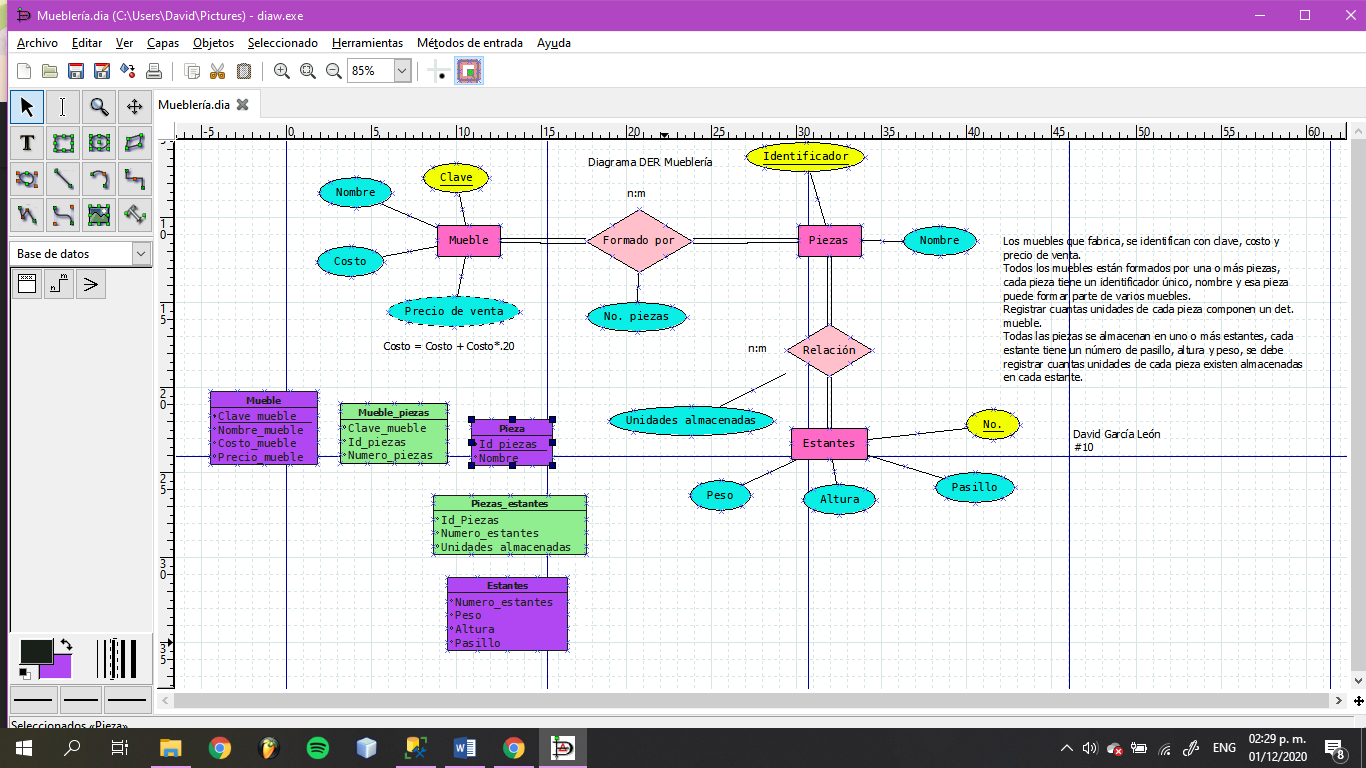 Mueblería.dia (C:\Users\David\Pictures) - diaw.exe
Archivo Editar Ver Capas Objetos Seleccionado Herramientas Métodos de entrada Ayuda
85%
Mueblería.dia
-5 0 5 10 15 20 25 30 35 40 45 50 55 60
10
15
20
25
30
35
T
Base de datos
Diagrama DER Mueblería
Identificador
Clave
Nombre
n:m
Mueble
Formado por
Piezas
Nombre
Costo
Precio de venta
No. piezas
Costo = Costo + Costo*.20
n:m
Relación
Unidades almacenadas
Estantes
No.
Peso
Altura
Pasillo
Los muebles que fabrica, se identifican con clave, costo y
precio de venta.
Todos los muebles están formados por una o más piezas,
cada pieza tiene un identificador único, nombre y esa pieza
puede formar parte de varios muebles.
Registrar cuantas unidades de cada pieza componen un det.
mueble.
Todas las piezas se almacenan en uno o más estantes, cada
estante tiene un número de pasillo, altura y peso, se debe
registrar cuantas unidades de cada pieza existen almacenadas
en cada estante.
David García León
#10
Mueble
Clave_mueble
Nombre_mueble
Costo_mueble
Precio_mueble
Mueble_piezas
Clave_mueble
Id_piezas
Numero_piezas
Pieza
Id_piezas
Nombre
Piezas_estantes
Id_Piezas
Numero_estantes
Unidades almacenadas
Estantes
Numero_estantes
Peso
Altura
Pasillo
Seleccionados «Pieza»
ENG
02:29 p. m.
01/12/2020
8